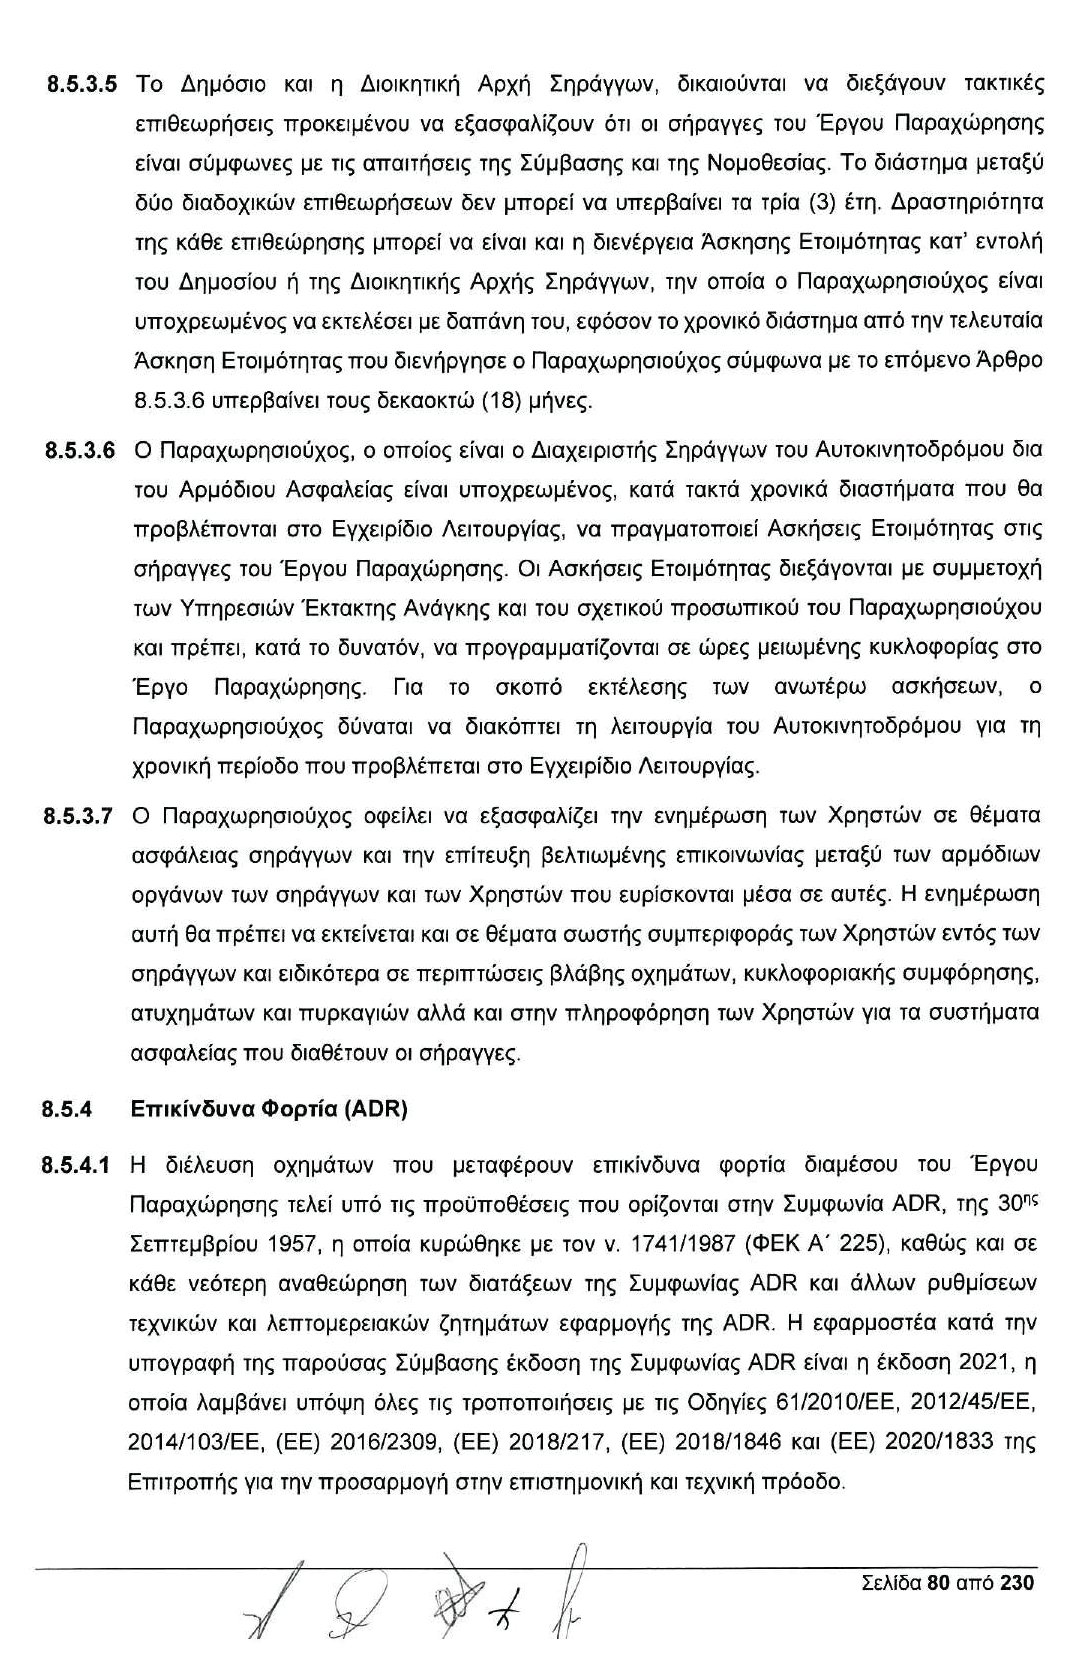 8.5.3.5 Το Δημόσιο και η Διοικητική Αρχή Σηράγγων, δικαιούνται να διεξάγουν τακτικές
επιθεωρήσεις προκειμένου να εξασφαλίζουν ότι οι σήραγγες του Έργου Παραχώρησης
είναι σύμφωνες με τις απαιτήσεις της Σύμβασης και της Νομοθεσίας. Το διάστημα μεταξύ
δύο διαδοχικών επιθεωρήσεων δεν μπορεί να υπερβαίνει τα τρία (3) έτη. Δραστηριότητα
της κάθε επιθεώρησης μπορεί να είναι και η διενέργεια Άσκησης Ετοιμότητας κατ’ εντολή
του Δημοσίου ή της Διοικητικής Αρχής Σηράγγων, την οποία ο Παραχωρησιούχος είναι
υποχρεωμένος να εκτελέσει με δαπάνη του, εφόσον το χρονικό διάστημα από την τελευταία
Άσκηση Ετοιμότητας που διενήργησε ο Παραχωρησιούχος σύμφωνα με το επόμενο Άρθρο
8.5.3.6 υπερβαίνει τους δεκαοκτώ (18) μήνες.
8.5.3.6 Ο Παραχωρησιούχος, ο οποίος είναι ο Διαχειριστής Σηράγγων του Αυτοκινητοδρόμου δια
του Αρμόδιου Ασφαλείας είναι υποχρεωμένος, κατά τακτά χρονικά διαστήματα που θα
προβλέπονται στο Εγχειρίδιο Λειτουργίας, να πραγματοποιεί Ασκήσεις Ετοιμότητας στις
σήραγγες του Έργου Παραχώρησης. Οι Ασκήσεις Ετοιμότητας διεξάγονται με συμμετοχή
των Υπηρεσιών Έκτακτης Ανάγκης και του σχετικού προσωπικού του Παραχωρησιούχου
και πρέπει, κατά το δυνατόν, να προγραμματίζονται σε ώρες μειωμένης κυκλοφορίας στο
Έργο Παραχώρησης. Για το σκοπό εκτέλεσης των ανωτέρω ασκήσεων, ο
Παραχωρησιούχος δύναται να διακόπτει τη λειτουργία του Αυτοκινητοδρόμου για τη
χρονική περίοδο που προβλέπεται στο Εγχειρίδιο Λειτουργίας.
8.5.3.7 Ο Παραχωρησιούχος οφείλει να εξασφαλίζει την ενημέρωση των Χρηστών σε θέματα
ασφάλειας σηράγγων και την επίτευξη βελτιωμένης επικοινωνίας μεταξύ των αρμόδιων
οργάνων των σηράγγων και των Χρηστών που ευρίσκονται μέσα σε αυτές. Η ενημέρωση
αυτή θα πρέπει να εκτείνεται και σε θέματα σωστής συμπεριφοράς των Χρηστών εντός των
σηράγγων και ειδικότερα σε περιπτώσεις βλάβης οχημάτων, κυκλοφοριακής συμφόρησης,
ατυχημάτων και πυρκαγιών αλλά και στην πληροφόρηση των Χρηστών για τα συστήματα
ασφαλείας που διαθέτουν οι σήραγγες.
8.5.4 Επικίνδυνα Φορτία (ADR)
8.5.4.1 Η διέλευση οχημάτων που μεταφέρουν επικίνδυνα φορτία διαμέσου του Έργου
Παραχώρησης τελεί υπό τις προϋποθέσεις που ορίζονται στην Συμφωνία ADR, της 30ης
Σεπτεμβρίου 1957, η οποία κυρώθηκε με τον ν. 1741/1987 (ΦΕΚ Α΄ 225), καθώς και σε
κάθε νεότερη αναθεώρηση των διατάξεων της Συμφωνίας ADR και άλλων ρυθμίσεων
τεχνικών και λεπτομερειακών ζητημάτων εφαρμογής της ADR. Η εφαρμοστέα κατά την
υπογραφή της παρούσας Σύμβασης έκδοση της Συμφωνίας ADR είναι η έκδοση 2021, η
οποία λαμβάνει υπόψη όλες τις τροποποιήσεις με τις Οδηγίες 61/2010/ΕΕ, 2012/45/ΕΕ,
2014/103/ΕΕ, (ΕΕ) 2016/2309, (ΕΕ) 2018/217, (ΕΕ) 2018/1846 και (ΕΕ) 2020/1833 της
Επιτροπής για την προσαρμογή στην επιστημονική και τεχνική πρόοδο.
Σελίδα 80 από 230